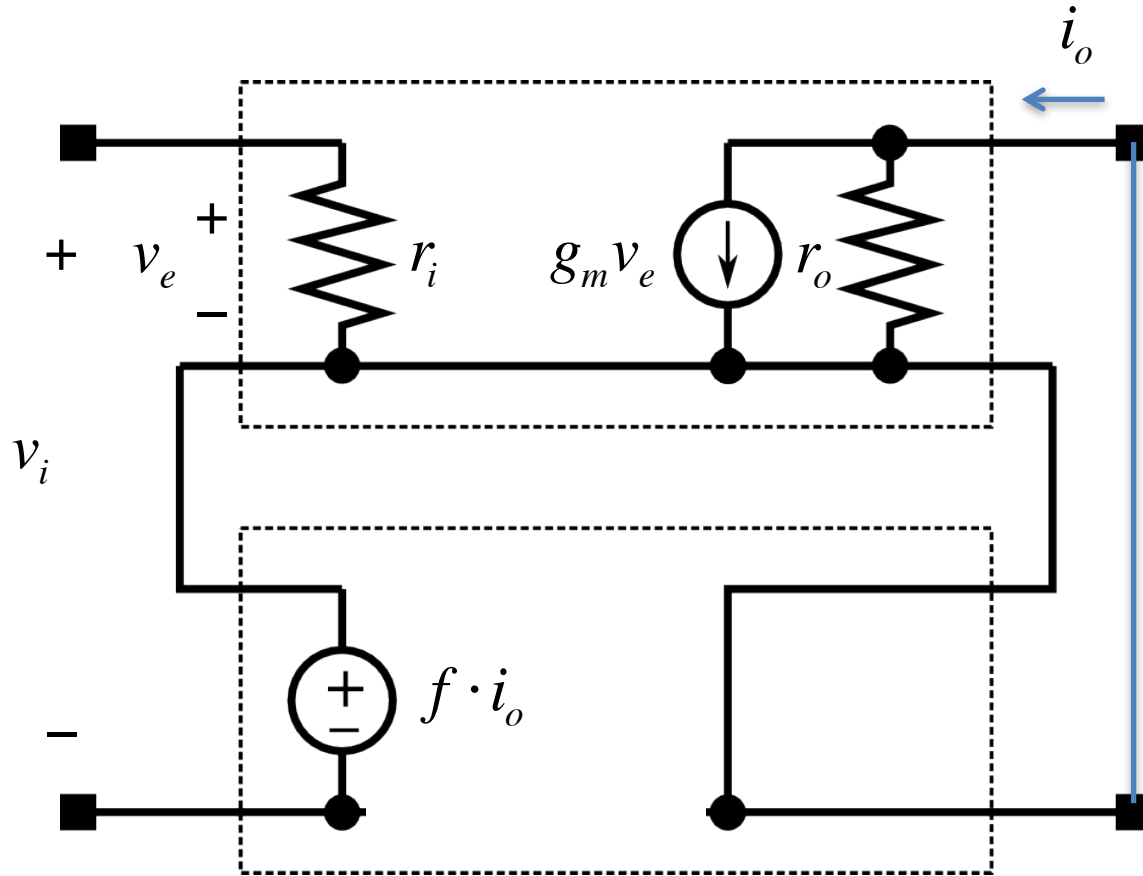 i_o
+
+ v_e r_i g_m v_e r_o
−
v_i
+
− f · i_o
−